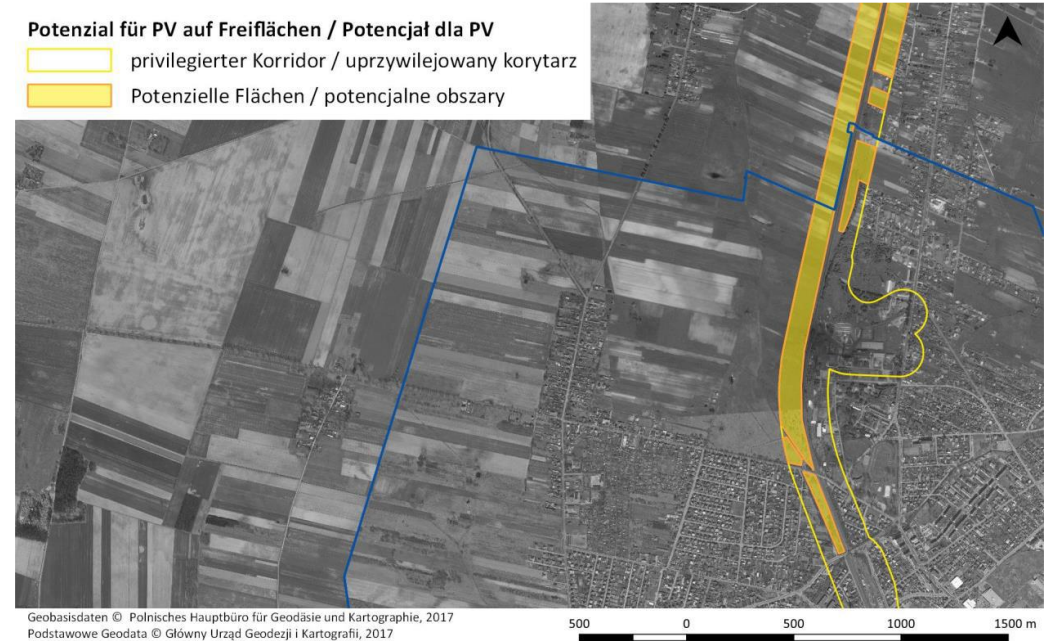 Potenzial für PV auf Freiflächen / Potencjał dla PV
privilegierter Korridor / uprzywilejowany korytarz
Potenzielle Flächen / potencjalne obszary
Geobasisdaten © Polnisches Hauptbüro für Geodäsie und Kartographie, 2017
Podstawowe Geodata © Główny Urząd Geodezji i Kartografii, 2017
500 0 500 1000 1500 m